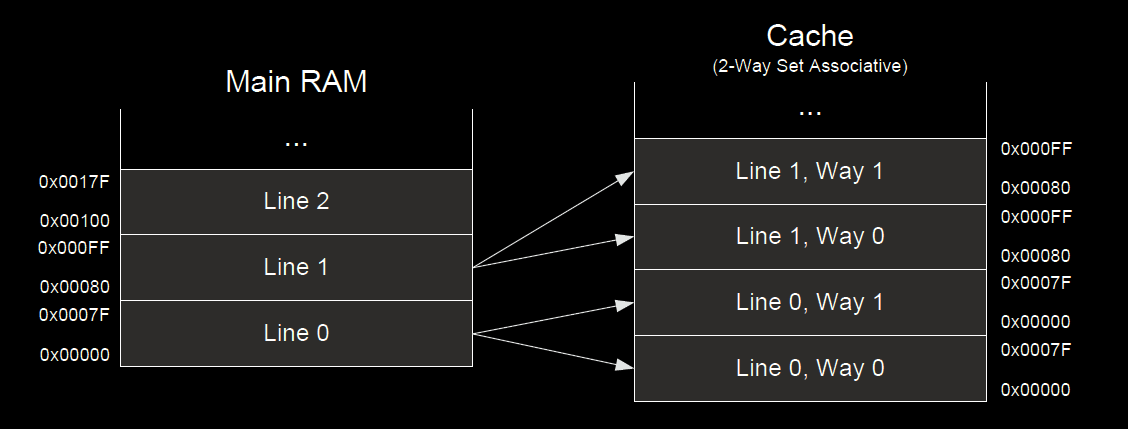 Main RAM
...
0x0017F
Line 2
0x00100
0x000FF
Line 1
0x00080
0x0007F
Line 0
0x00000
Cache
(2-Way Set Associative)
...
0x000FF
Line 1, Way 1
0x00080
0x000FF
Line 1, Way 0
0x00080
0x0007F
Line 0, Way 1
0x00000
0x0007F
Line 0, Way 0
0x00000